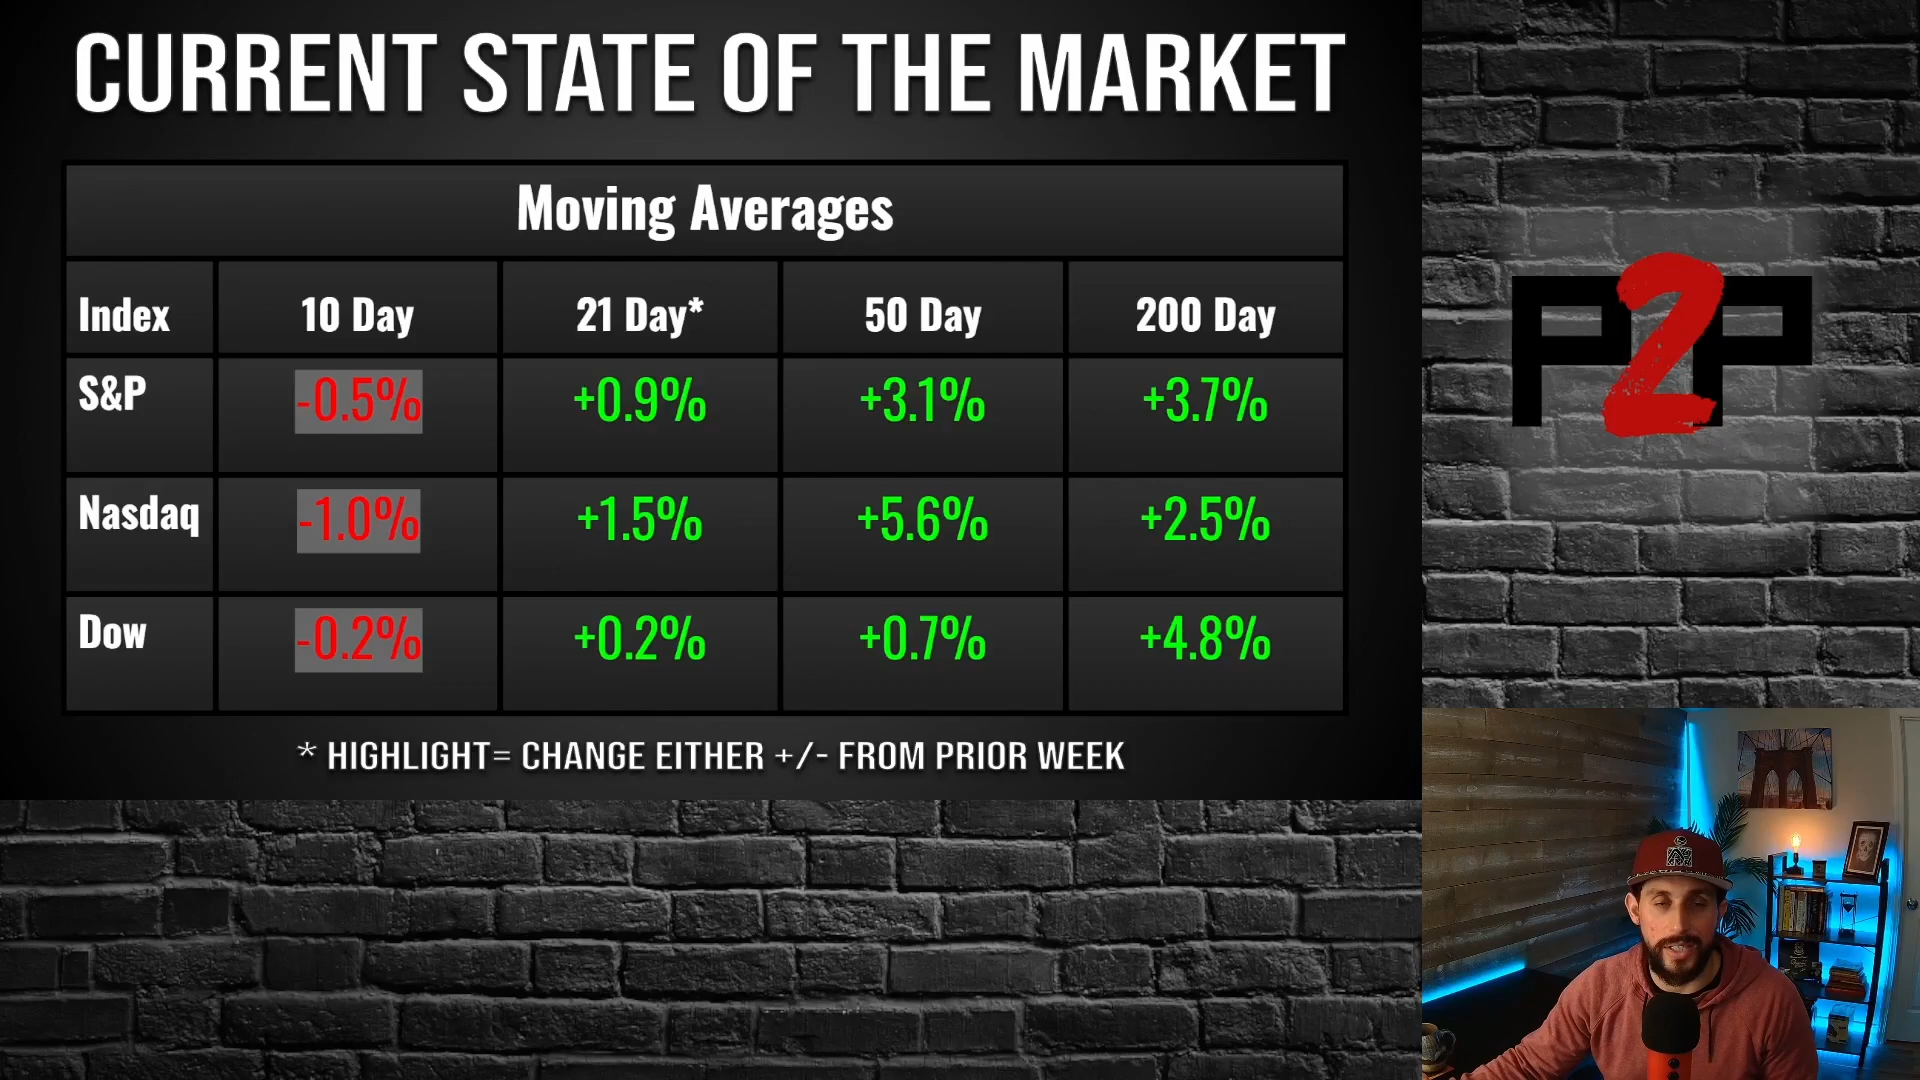 CURRENT STATE OF THE MARKET
Moving Averages
Index 10 Day 21 Day* 50 Day 200 Day
S&P -0.5% +0.9% +3.1% +3.7%
Nasdaq -1.0% +1.5% +5.6% +2.5%
Dow -0.2% +0.2% +0.7% +4.8%
* HIGHLIGHT= CHANGE EITHER +/- FROM PRIOR WEEK
P2P